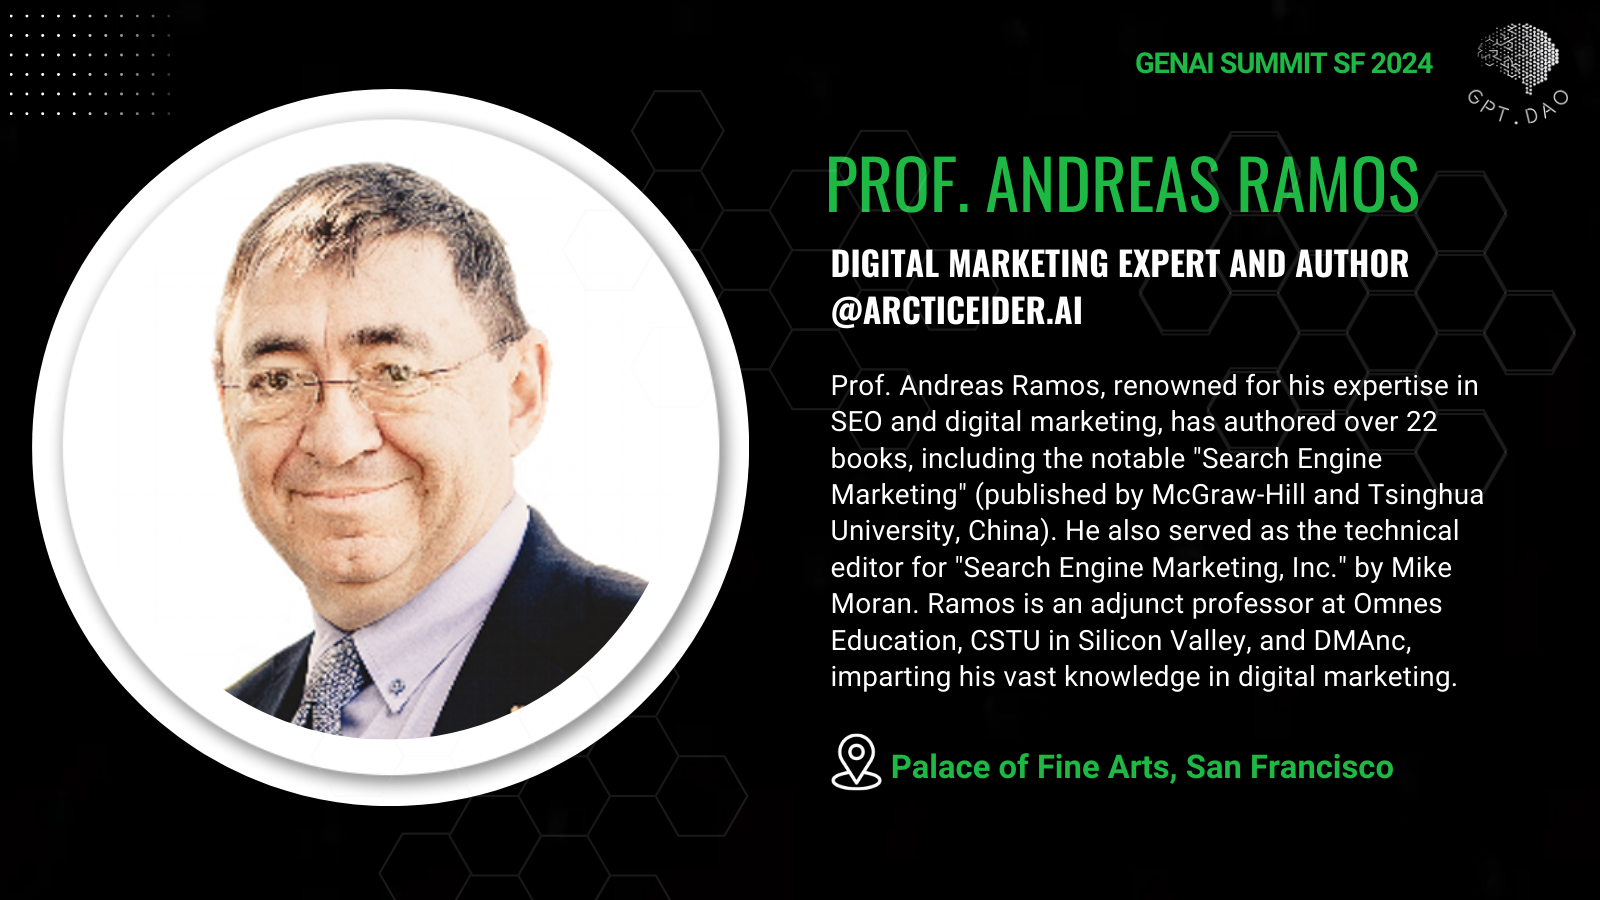 GENAI SUMMIT SF 2024
GPT.DAO
PROF. ANDREAS RAMOS
DIGITAL MARKETING EXPERT AND AUTHOR
@ARCTICEIDER.AI
Prof. Andreas Ramos, renowned for his expertise in
SEO and digital marketing, has authored over 22
books, including the notable "Search Engine
Marketing" (published by McGraw-Hill and Tsinghua
University, China). He also served as the technical
editor for "Search Engine Marketing, Inc." by Mike
Moran. Ramos is an adjunct professor at Omnes
Education, CSTU in Silicon Valley, and DMAnc,
imparting his vast knowledge in digital marketing.
Palace of Fine Arts, San Francisco